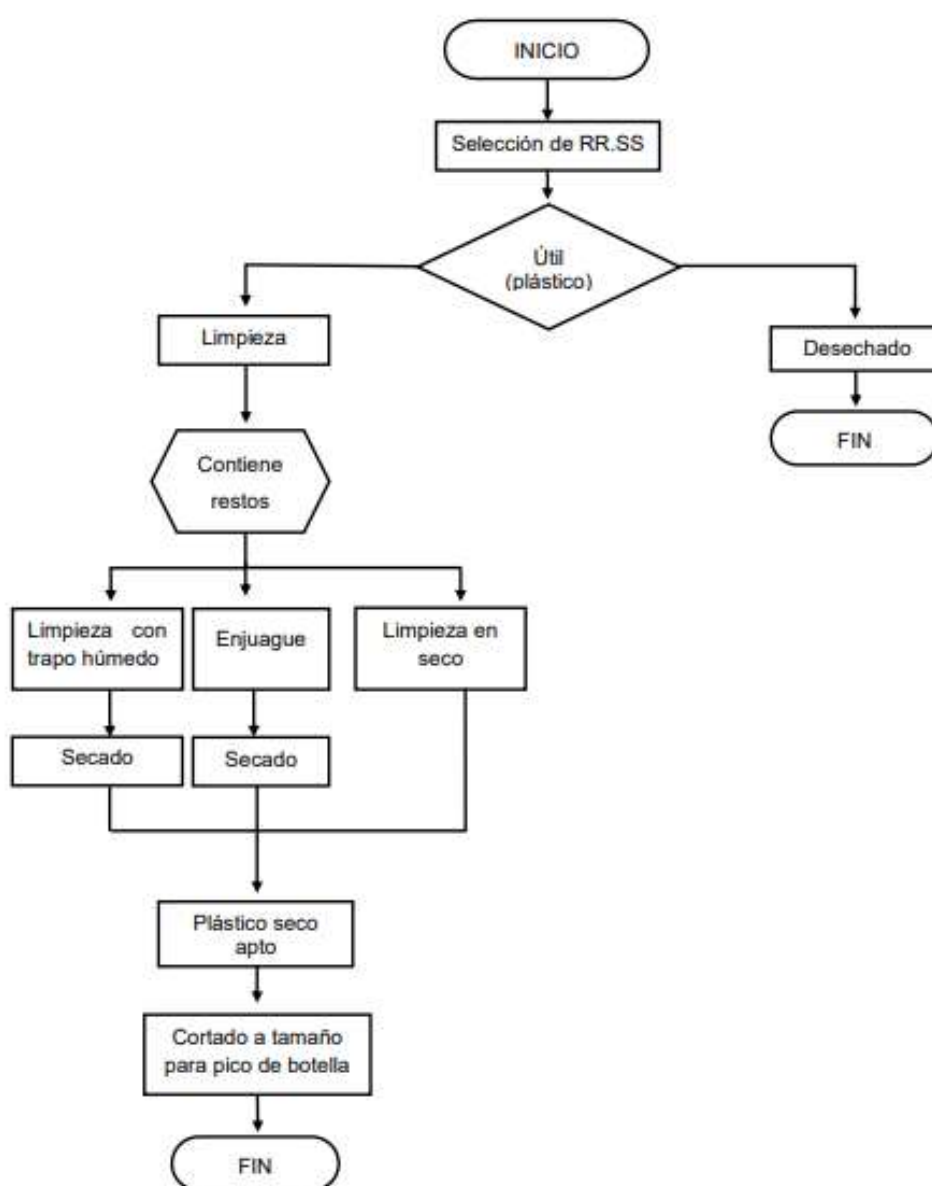 INICIO
Selección de RR.SS
Útil
(plástico)
Limpieza
Desechado
FIN
Contiene
restos
Limpieza con
trapo húmedo
Enjuague
Limpieza en
seco
Secado
Secado
Plástico seco
apto
Cortado a tamaño
para pico de botella
FIN